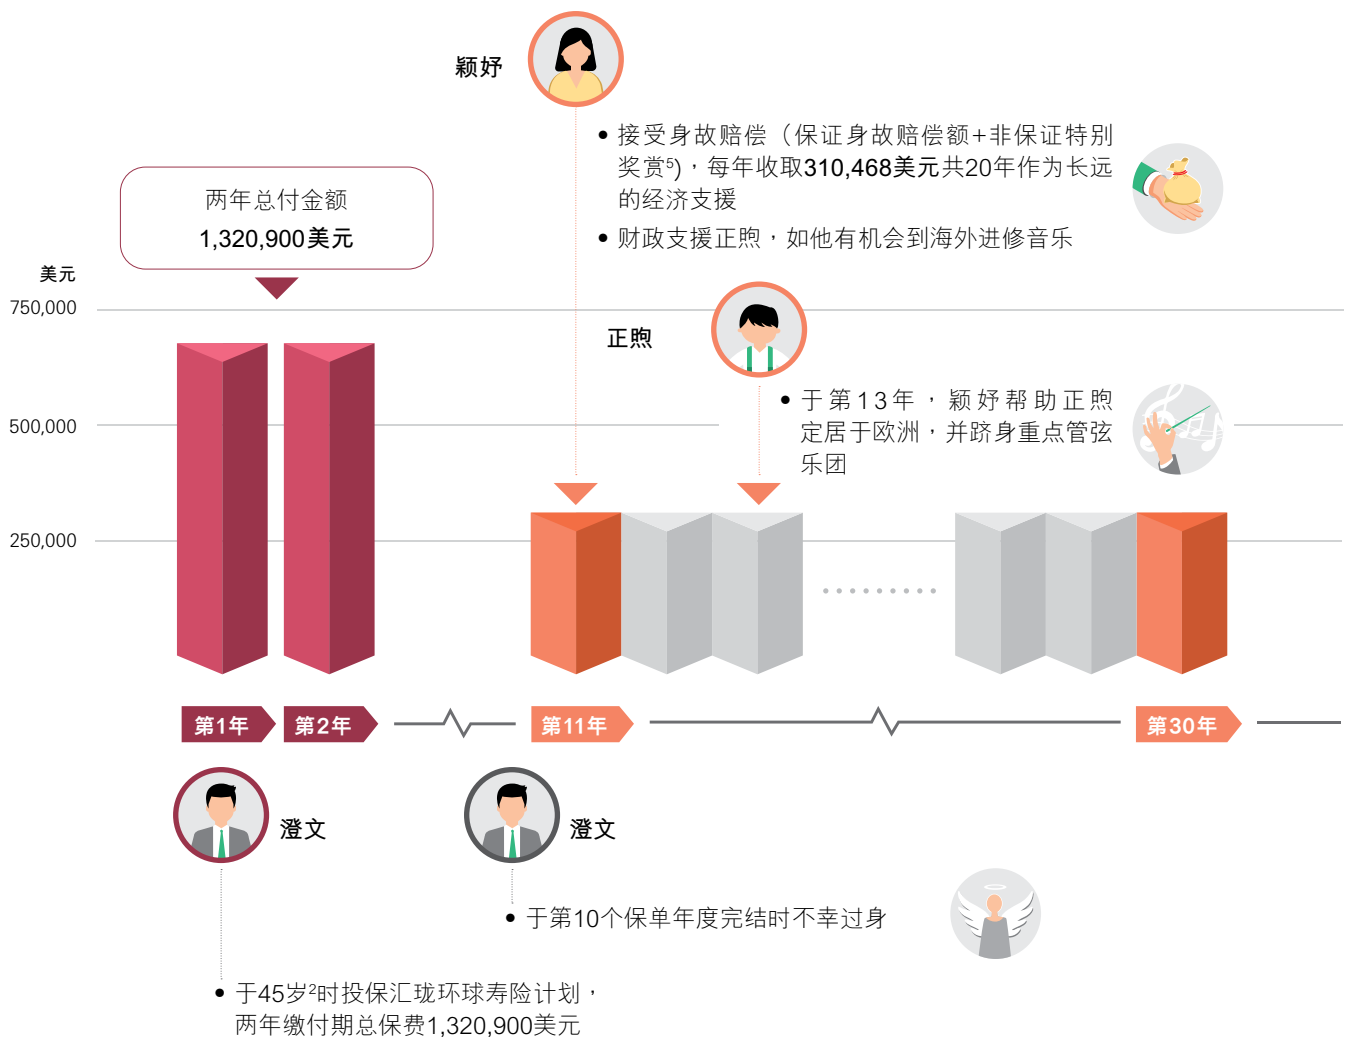 颖妤
• 接受身故赔偿（保证身故赔偿额+非保证特别
奖赏⁵)，每年收取310,468美元共20年作为长远
的经济支援
• 财政支援正煦，如他有机会到海外进修音乐
两年总付金额
1,320,900美元
美元
750,000
500,000
250,000
正煦
• 于第13年，颖妤帮助正煦
定居于欧洲，并跻身重点管弦
乐团
第1年
第2年
第11年
第30年
澄文
澄文
• 于第10个保单年度完结时不幸过身
• 于45岁²时投保汇珑环球寿险计划，
两年缴付期总保费1,320,900美元